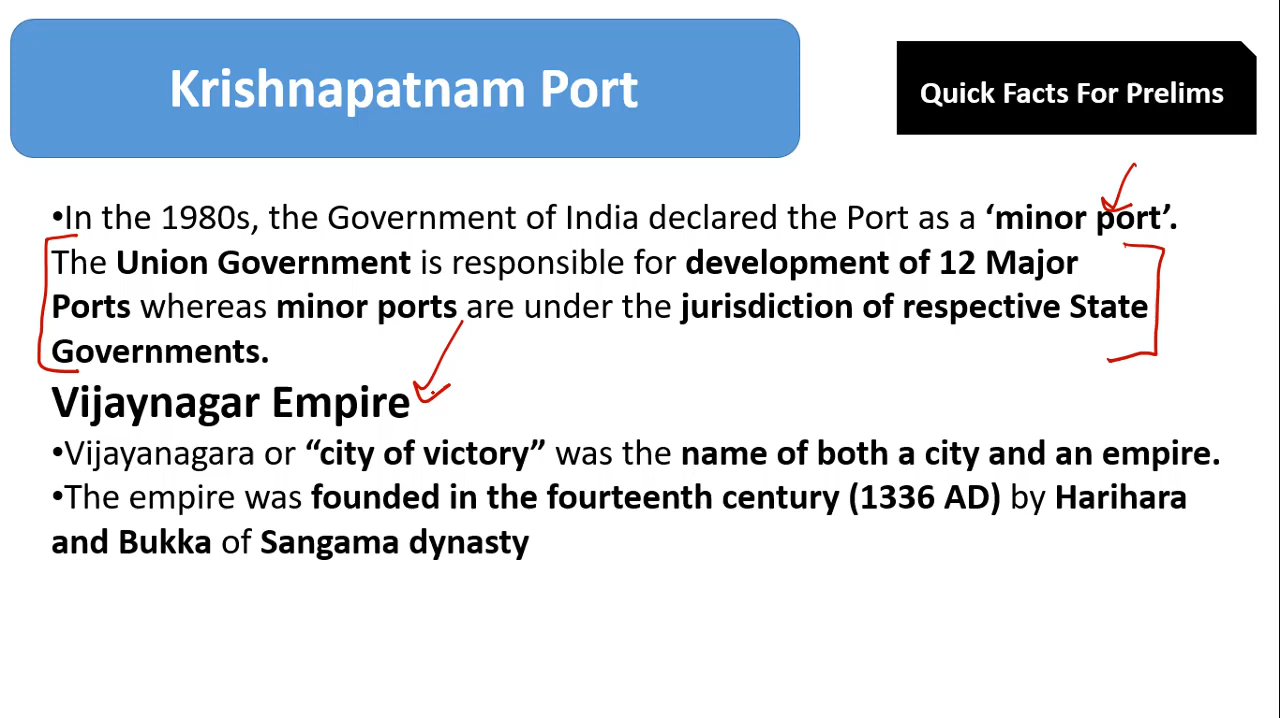 Krishnapatnam Port
Quick Facts For Prelims
•In the 1980s, the Government of India declared the Port as a ‘minor port’.
The Union Government is responsible for development of 12 Major
Ports whereas minor ports are under the jurisdiction of respective State
Governments.
Vijaynagar Empire
•Vijayanagara or “city of victory” was the name of both a city and an empire.
•The empire was founded in the fourteenth century (1336 AD) by Harihara
and Bukka of Sangama dynasty